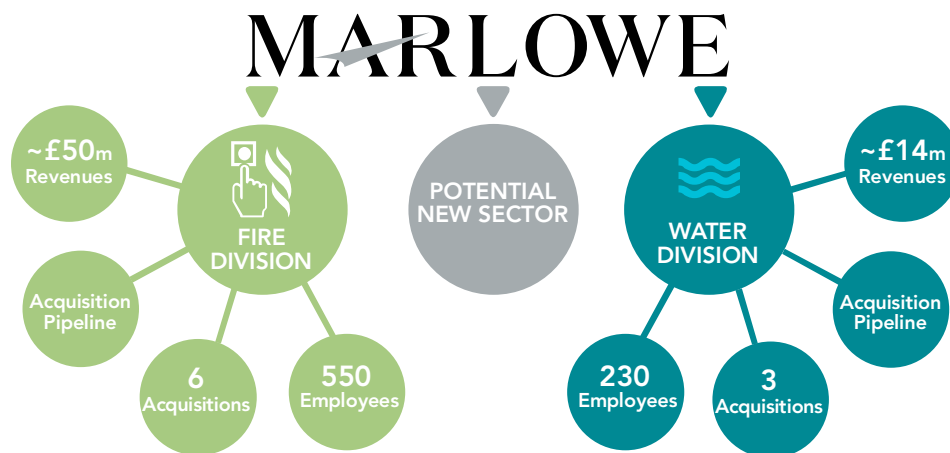 MARLOWE
~£50m
Revenues
Acquisition
Pipeline
6
Acquisitions
550
Employees
FIRE
DIVISION
POTENTIAL
NEW SECTOR
WATER
DIVISION
~£14m
Revenues
Acquisition
Pipeline
230
Employees
3
Acquisitions